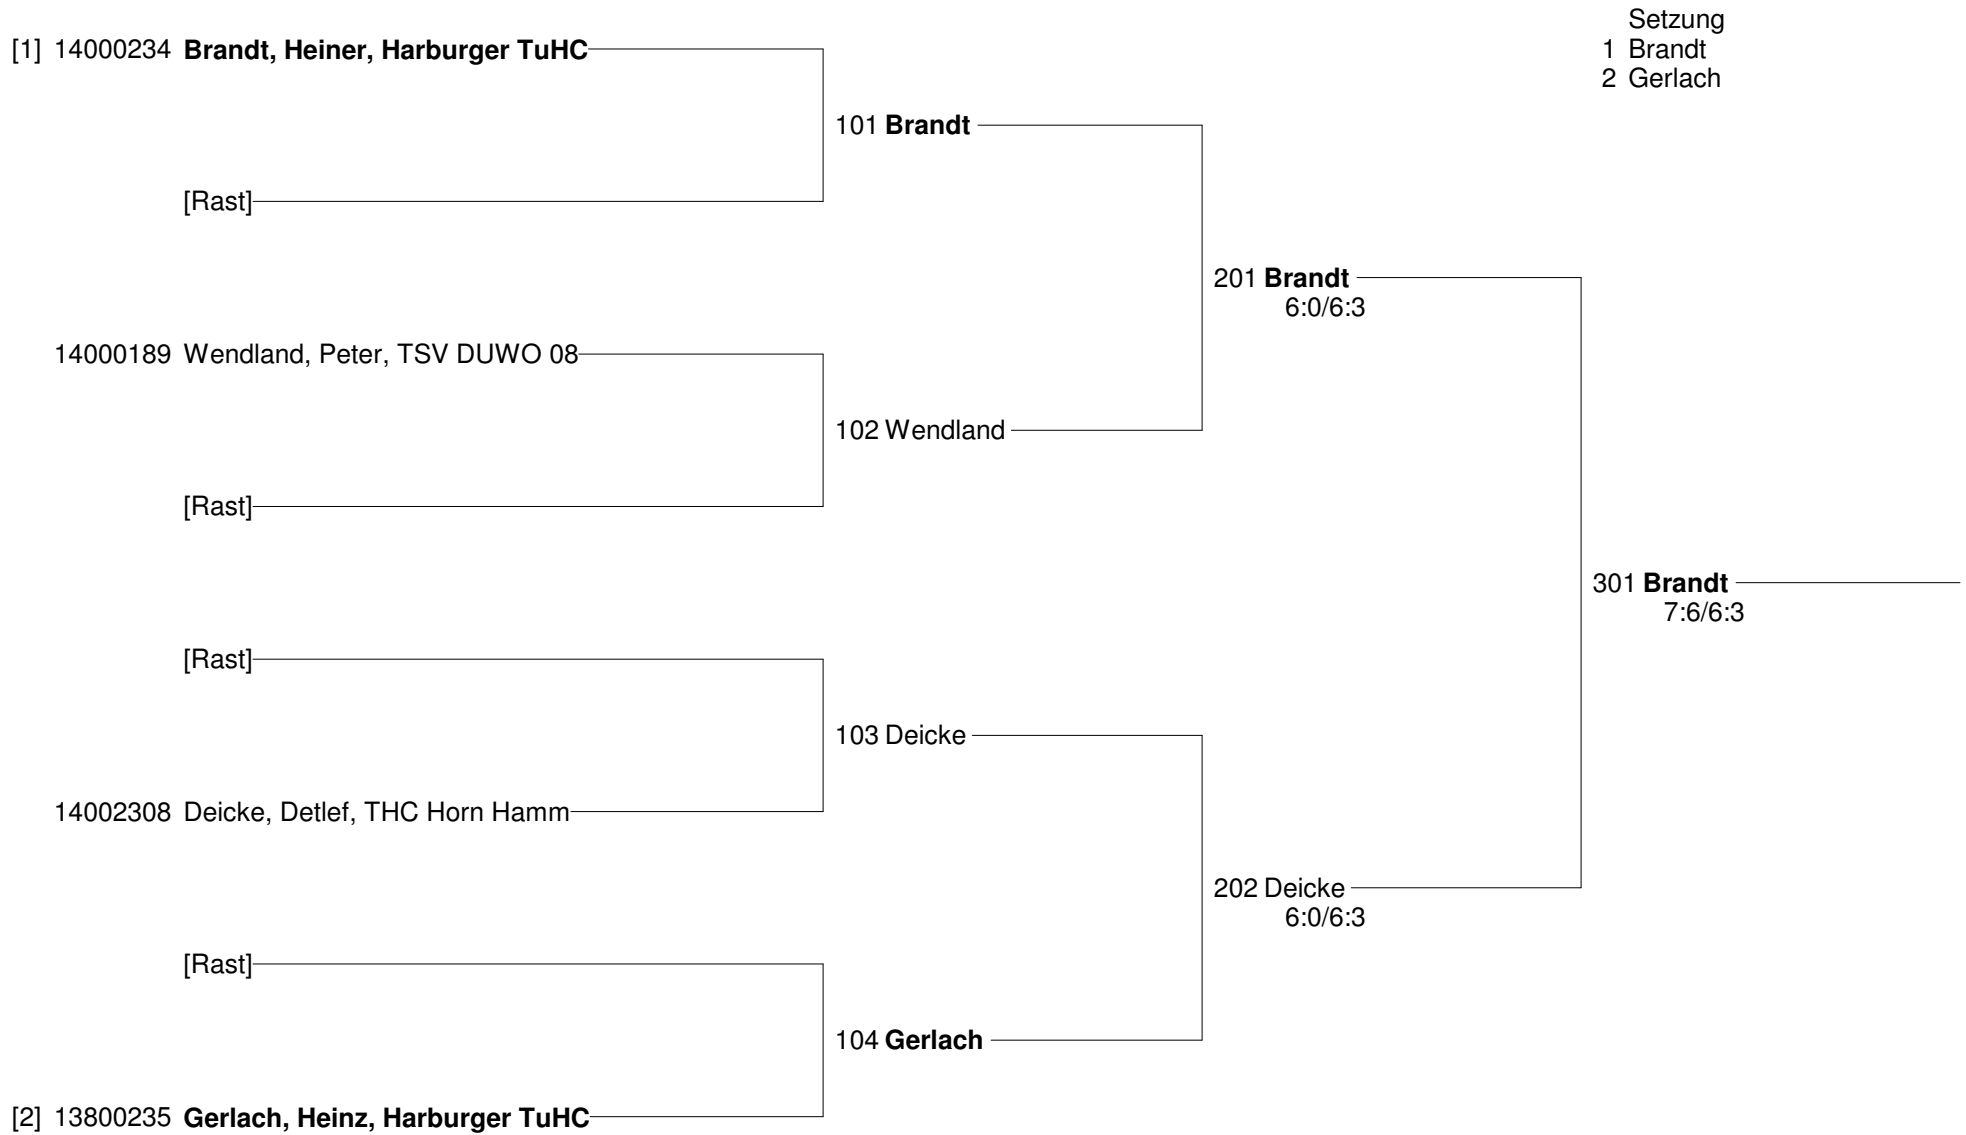 Setzung
1 Brandt
2 Gerlach
[1] 14000234 Brandt, Heiner, Harburger TuHC
101 Brandt
[Rast]
201 Brandt
6:0/6:3
14000189 Wendland, Peter, TSV DUWO 08
102 Wendland
[Rast]
301 Brandt
7:6/6:3
[Rast]
103 Deicke
14002308 Deicke, Detlef, THC Horn Hamm
202 Deicke
6:0/6:3
[Rast]
104 Gerlach
[2] 13800235 Gerlach, Heinz, Harburger TuHC